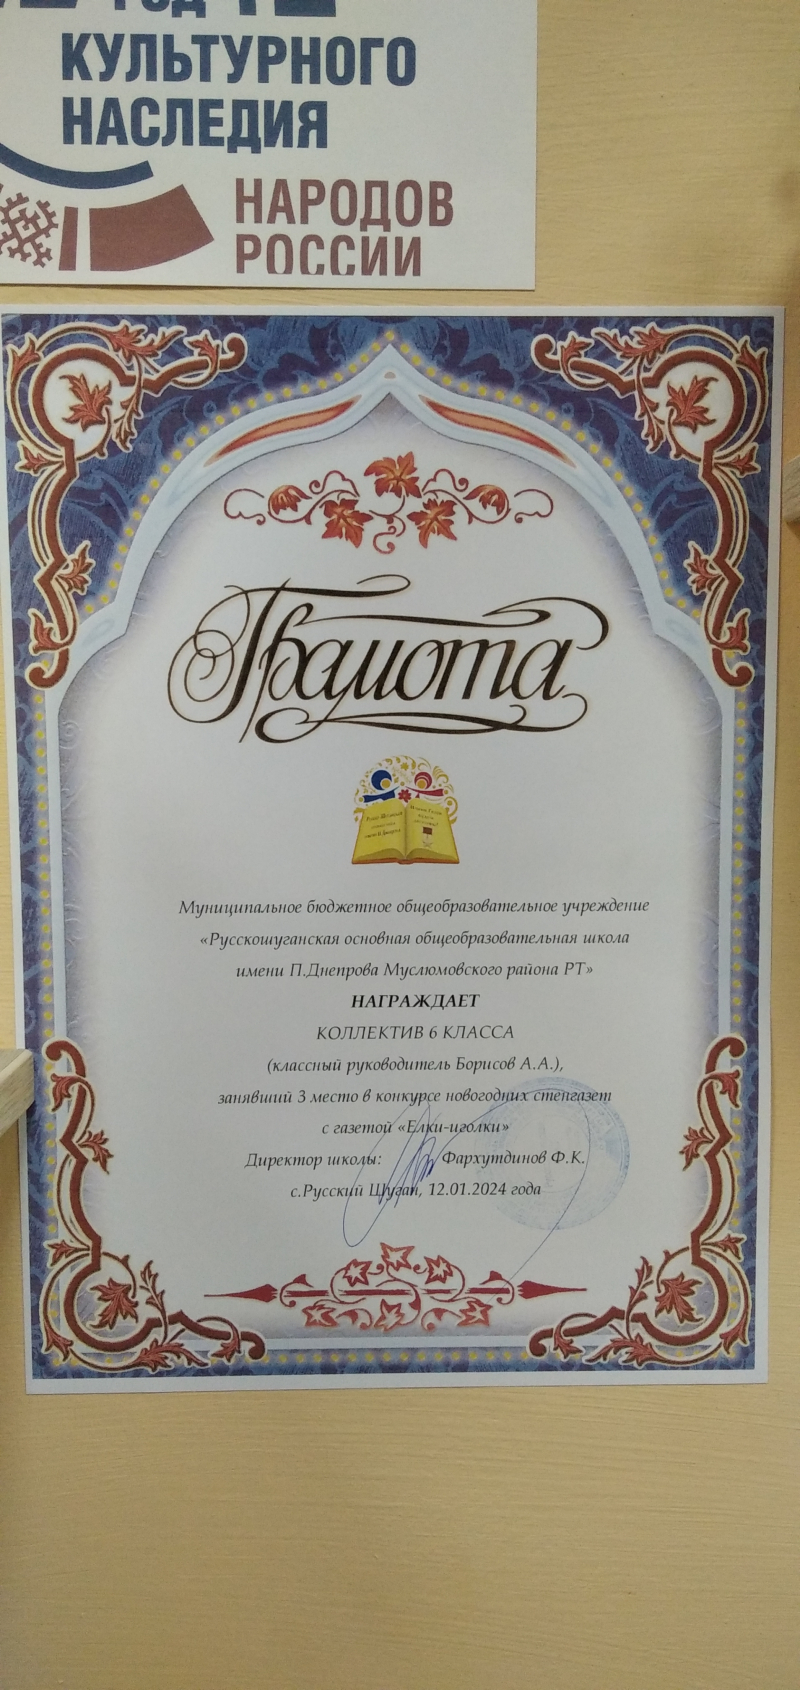 КУЛЬТУРНОГО
НАСЛЕДИЯ
НАРОДОВ
РОССИИ
Грамота
Муниципальное бюджетное общеобразовательное учреждение
«Русскошуганская основная общеобразовательная школа
имени П.Днепрова Муслюмовского района РТ»
НАГРАЖДАЕТ
КОЛЛЕКТИВ 6 КЛАССА
(классный руководитель Борисов А.А.),
занявший 3 место в конкурсе новогодних стенгазет
с газетой «Елки-иголки»
Директор школы: Фархутдинов Ф.К.
с.Русский Шуган, 12.01.2024 года